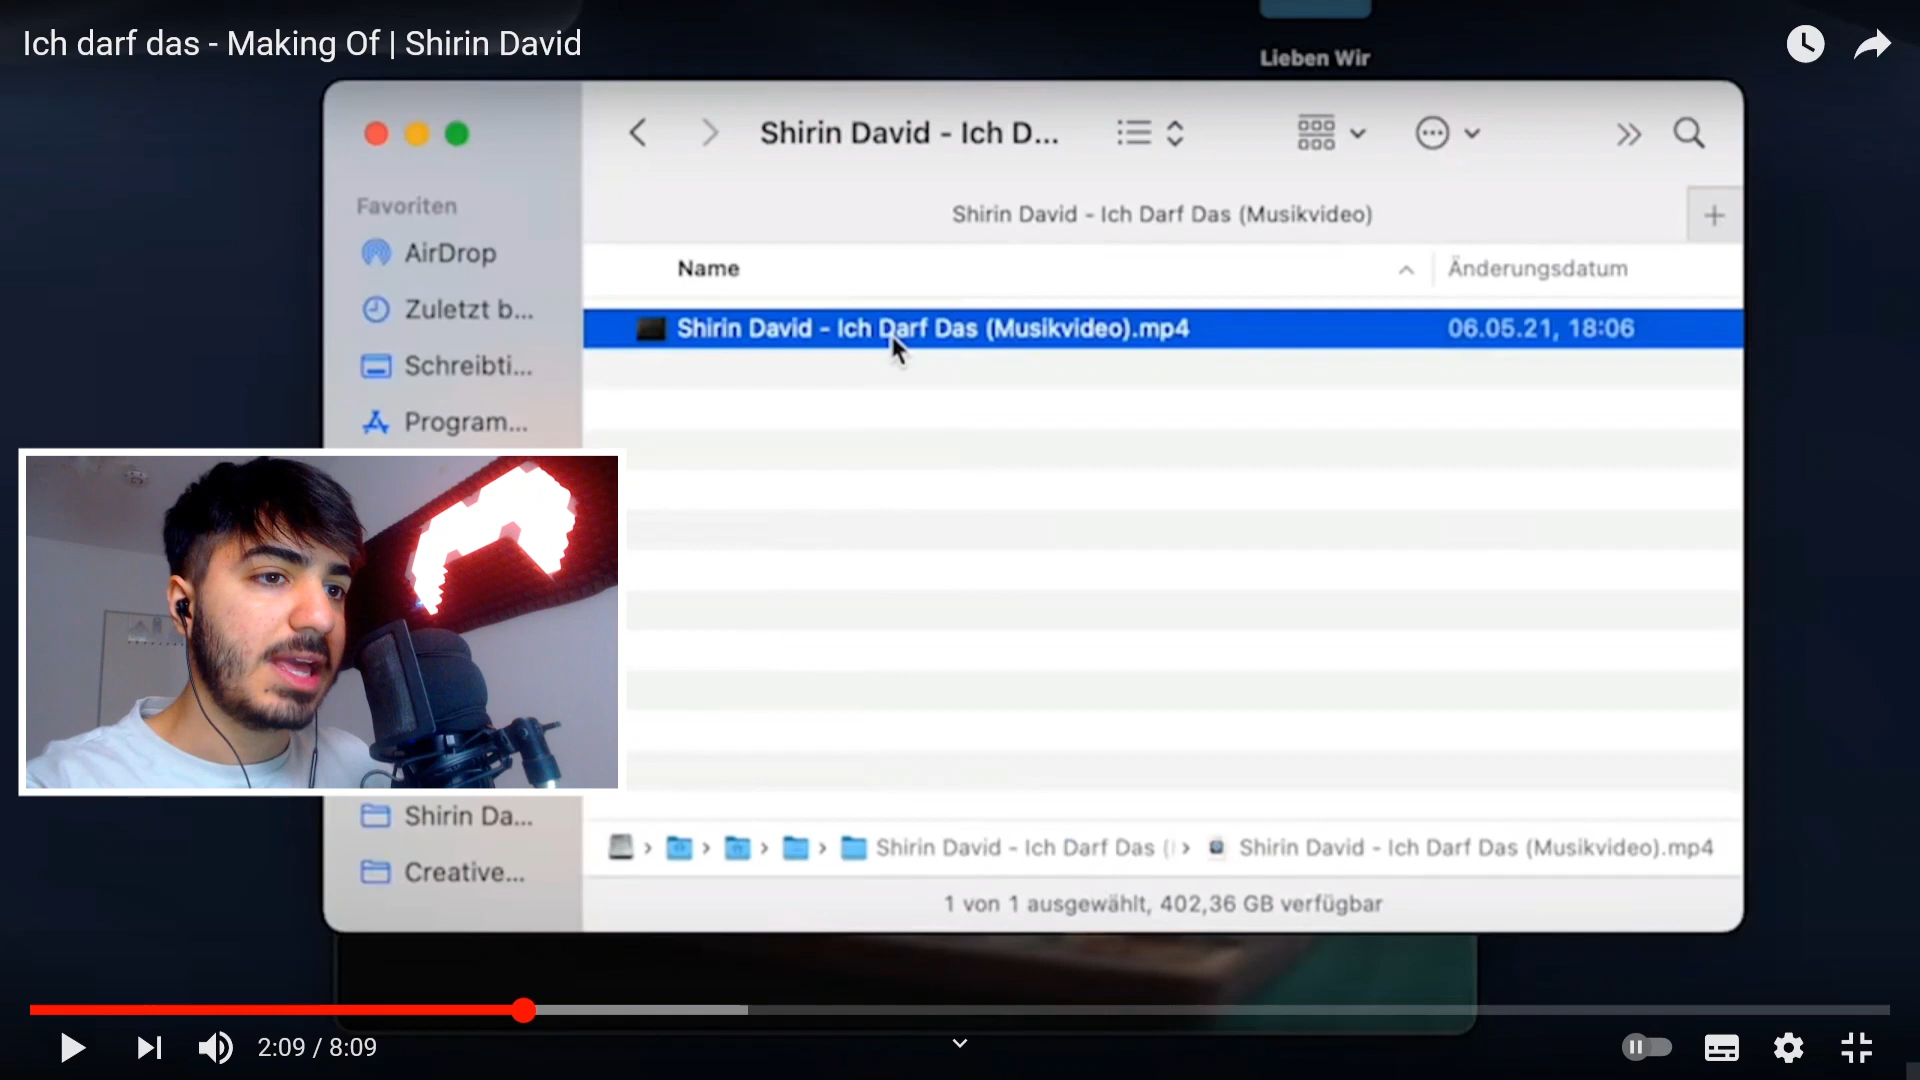 Ich darf das - Making Of | Shirin David
Lieben Wir
Shirin David - Ich D...
Shirin David - Ich Darf Das (Musikvideo)
Favoriten
AirDrop
Zuletzt b...
Schreibti...
Program...
Shirin Da...
Creative...
Name
Änderungsdatum
Shirin David - Ich Darf Das (Musikvideo).mp4
06.05.21, 18:06
Shirin David - Ich Darf Das (
Shirin David - Ich Darf Das (Musikvideo).mp4
1 von 1 ausgewählt, 402,36 GB verfügbar
2:09 / 8:09